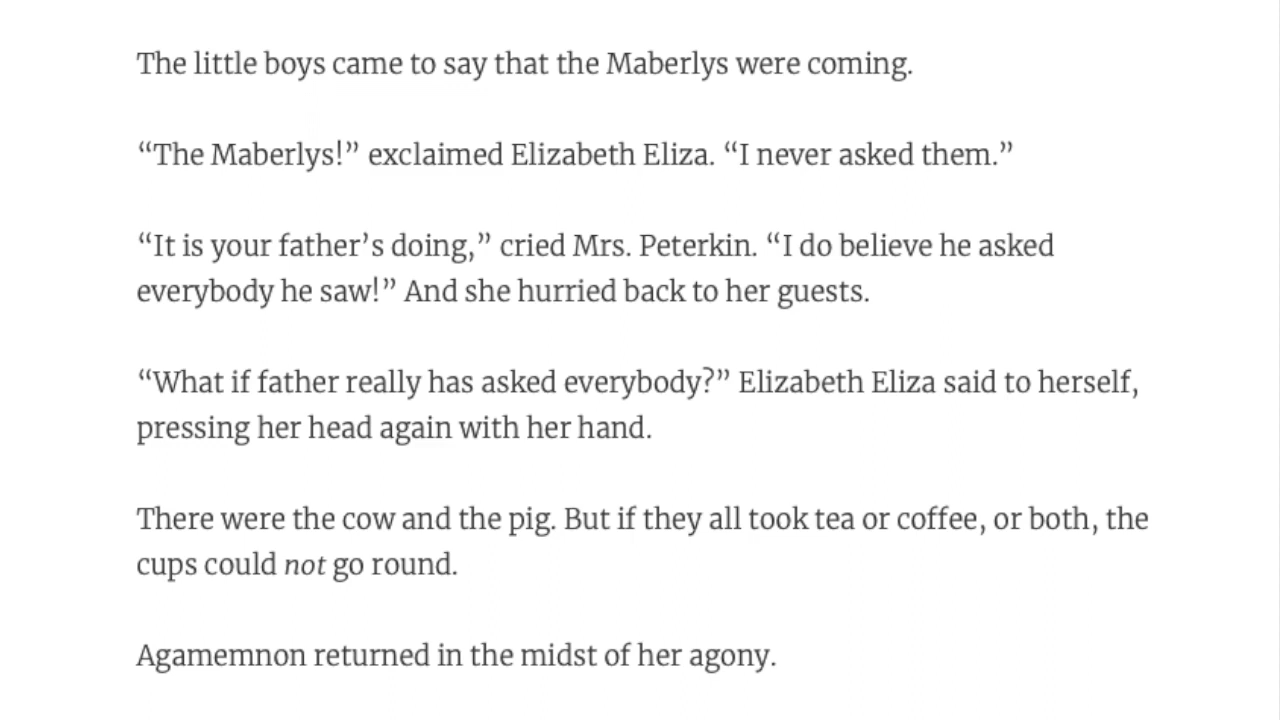 The little boys came to say that the Maberlys were coming.
“The Maberlys!” exclaimed Elizabeth Eliza. “I never asked them.”
“It is your father’s doing,” cried Mrs. Peterkin. “I do believe he asked
everybody he saw!” And she hurried back to her guests.
“What if father really has asked everybody?” Elizabeth Eliza said to herself,
pressing her head again with her hand.
There were the cow and the pig. But if they all took tea or coffee, or both, the
cups could not go round.
Agamemnon returned in the midst of her agony.